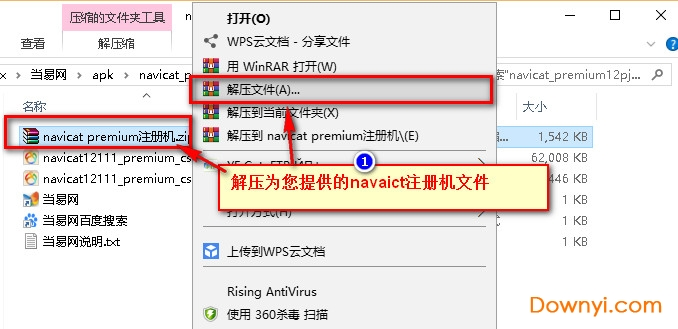 压缩的文件夹工具
查看
解压缩
当易网
apk
navicat_p
索"navicat_premium12pj...
名称
大小
navicat premium注册机.zip
1,542 KB
navicat12111_premium_cs
62,008 KB
navicat12111_premium_cs
446 KB
当易网
1 KB
当易网百度搜索
1 KB
当易网说明.txt
1 KB
打开(O)
WPS云文档 - 分享文件
用 WinRAR 打开(W)
解压文件(A)...
解压到当前文件夹(X)
解压到 navicat premium注册机\(E)
1
解压为您提供的navaict注册机文件
打开方式(H)
上传到WPS云文档
Rising AntiVirus
使用 360杀毒 扫描
Downyi.com